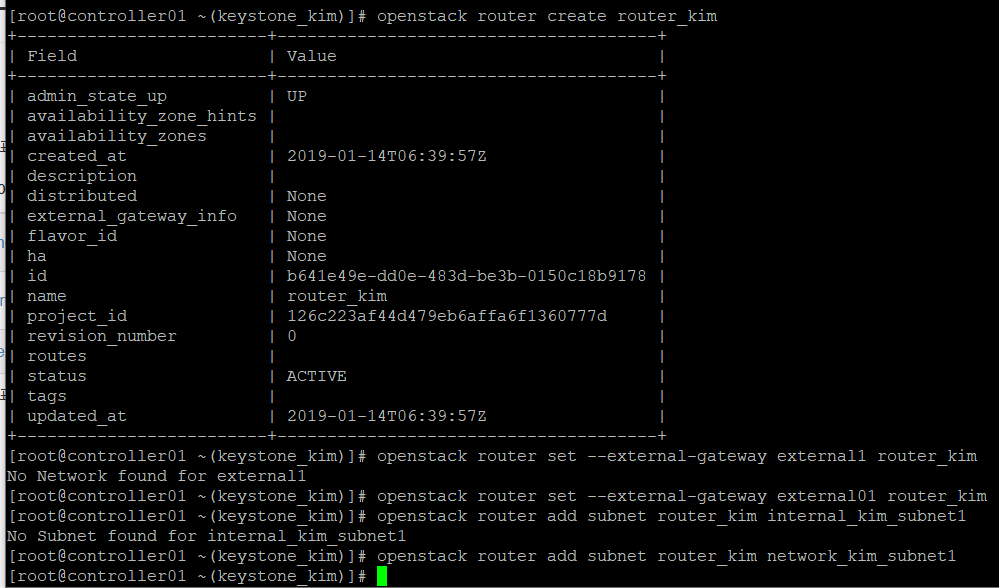 [root@controller01 ~(keystone_kim)]# openstack router create router_kim
+-------------------------+--------------------------------------+
| Field                   | Value                                |
+-------------------------+--------------------------------------+
| admin_state_up          | UP                                   |
| availability_zone_hints |                                      |
| availability_zones      |                                      |
| created_at              | 2019-01-14T06:39:57Z                 |
| description             |                                      |
| distributed             | None                                 |
| external_gateway_info   | None                                 |
| flavor_id               | None                                 |
| ha                      | None                                 |
| id                      | b641e49e-dd0e-483d-be3b-0150c18b9178 |
| name                    | router_kim                           |
| project_id              | 126c223af44d479eb6affa6f1360777d     |
| revision_number         | 0                                    |
| routes                  |                                      |
| status                  | ACTIVE                               |
| tags                    |                                      |
| updated_at              | 2019-01-14T06:39:57Z                 |
+-------------------------+--------------------------------------+
[root@controller01 ~(keystone_kim)]# openstack router set --external-gateway external1 router_kim
No Network found for external1
[root@controller01 ~(keystone_kim)]# openstack router set --external-gateway external01 router_kim
[root@controller01 ~(keystone_kim)]# openstack router add subnet router_kim internal_kim_subnet1
No Subnet found for internal_kim_subnet1
[root@controller01 ~(keystone_kim)]# openstack router add subnet router_kim network_kim_subnet1
[root@controller01 ~(keystone_kim)]#